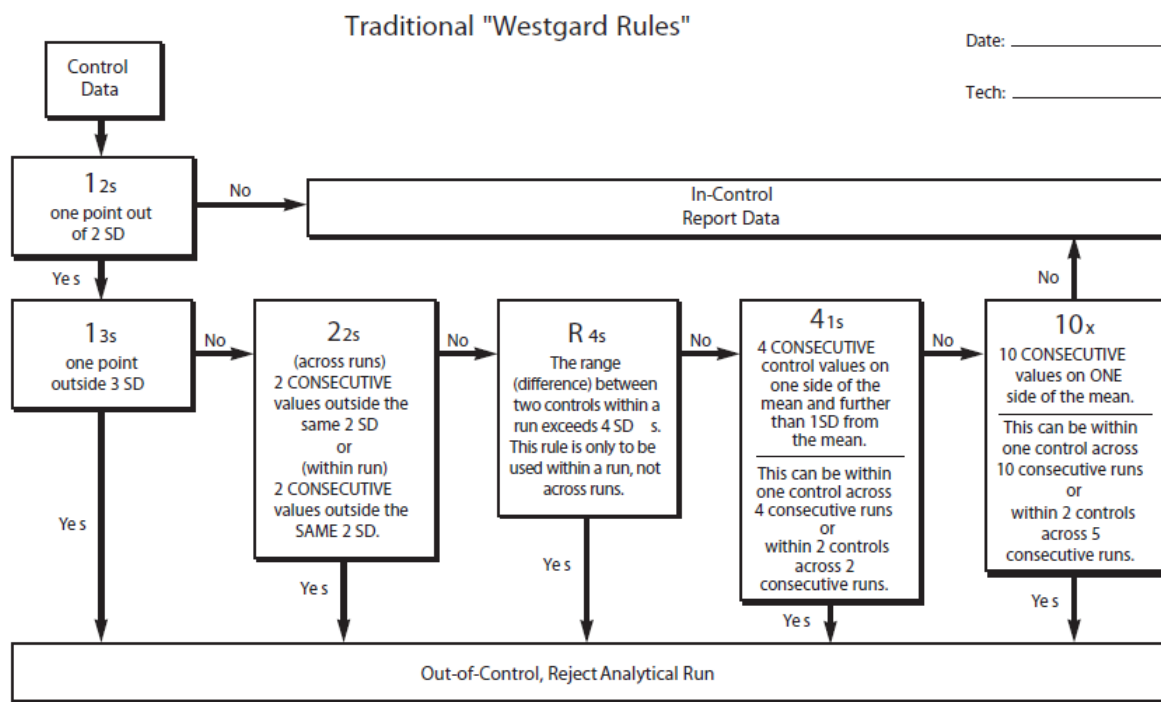 Traditional "Westgard Rules"
Date:
Tech:
Control
Data
12s
one point out
of 2 SD
No
In-Control
Report Data
Yes
13s
one point
outside 3 SD
No
22s
(across runs)
2 CONSECUTIVE
values outside the
same 2 SD
or
(within run)
2 CONSECUTIVE
values outside the
SAME 2 SD.
No
R 4s
The range
(difference) between
two controls within a
run exceeds 4 SD s.
This rule is only to be
used within a run, not
across runs.
No
41s
4 CONSECUTIVE
control values on
one side of the
mean and further
than 1SD from
the mean.
This can be within
one control across
4 consecutive runs
or
within 2 controls
across 2
consecutive runs.
No
10x
10 CONSECUTIVE
values on ONE
side of the mean.
This can be within
one control across
10 consecutive runs
or
within 2 controls
across 5
consecutive runs.
No
Yes
Yes
Yes
Yes
Yes
Out-of-Control, Reject Analytical Run